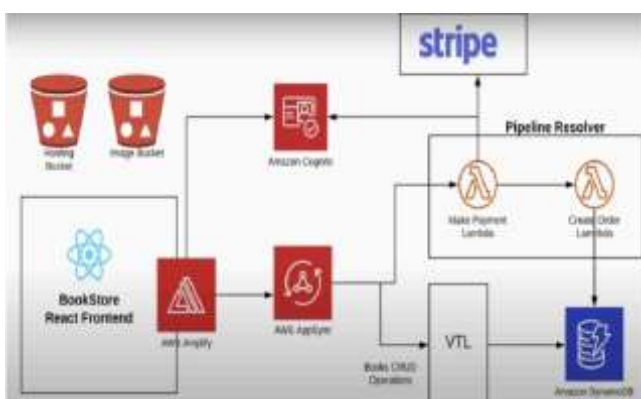 stripe
Hosting
Bucket
Image Bucket
Amazon Cognito
Pipeline Resolver
Make Payment
Lambda
Create Order
Lambda
BookStore
React Frontend
AWS Amplify
AWS AppSync
Books CRUD
Operations
VTL
Amazon DynamoDB